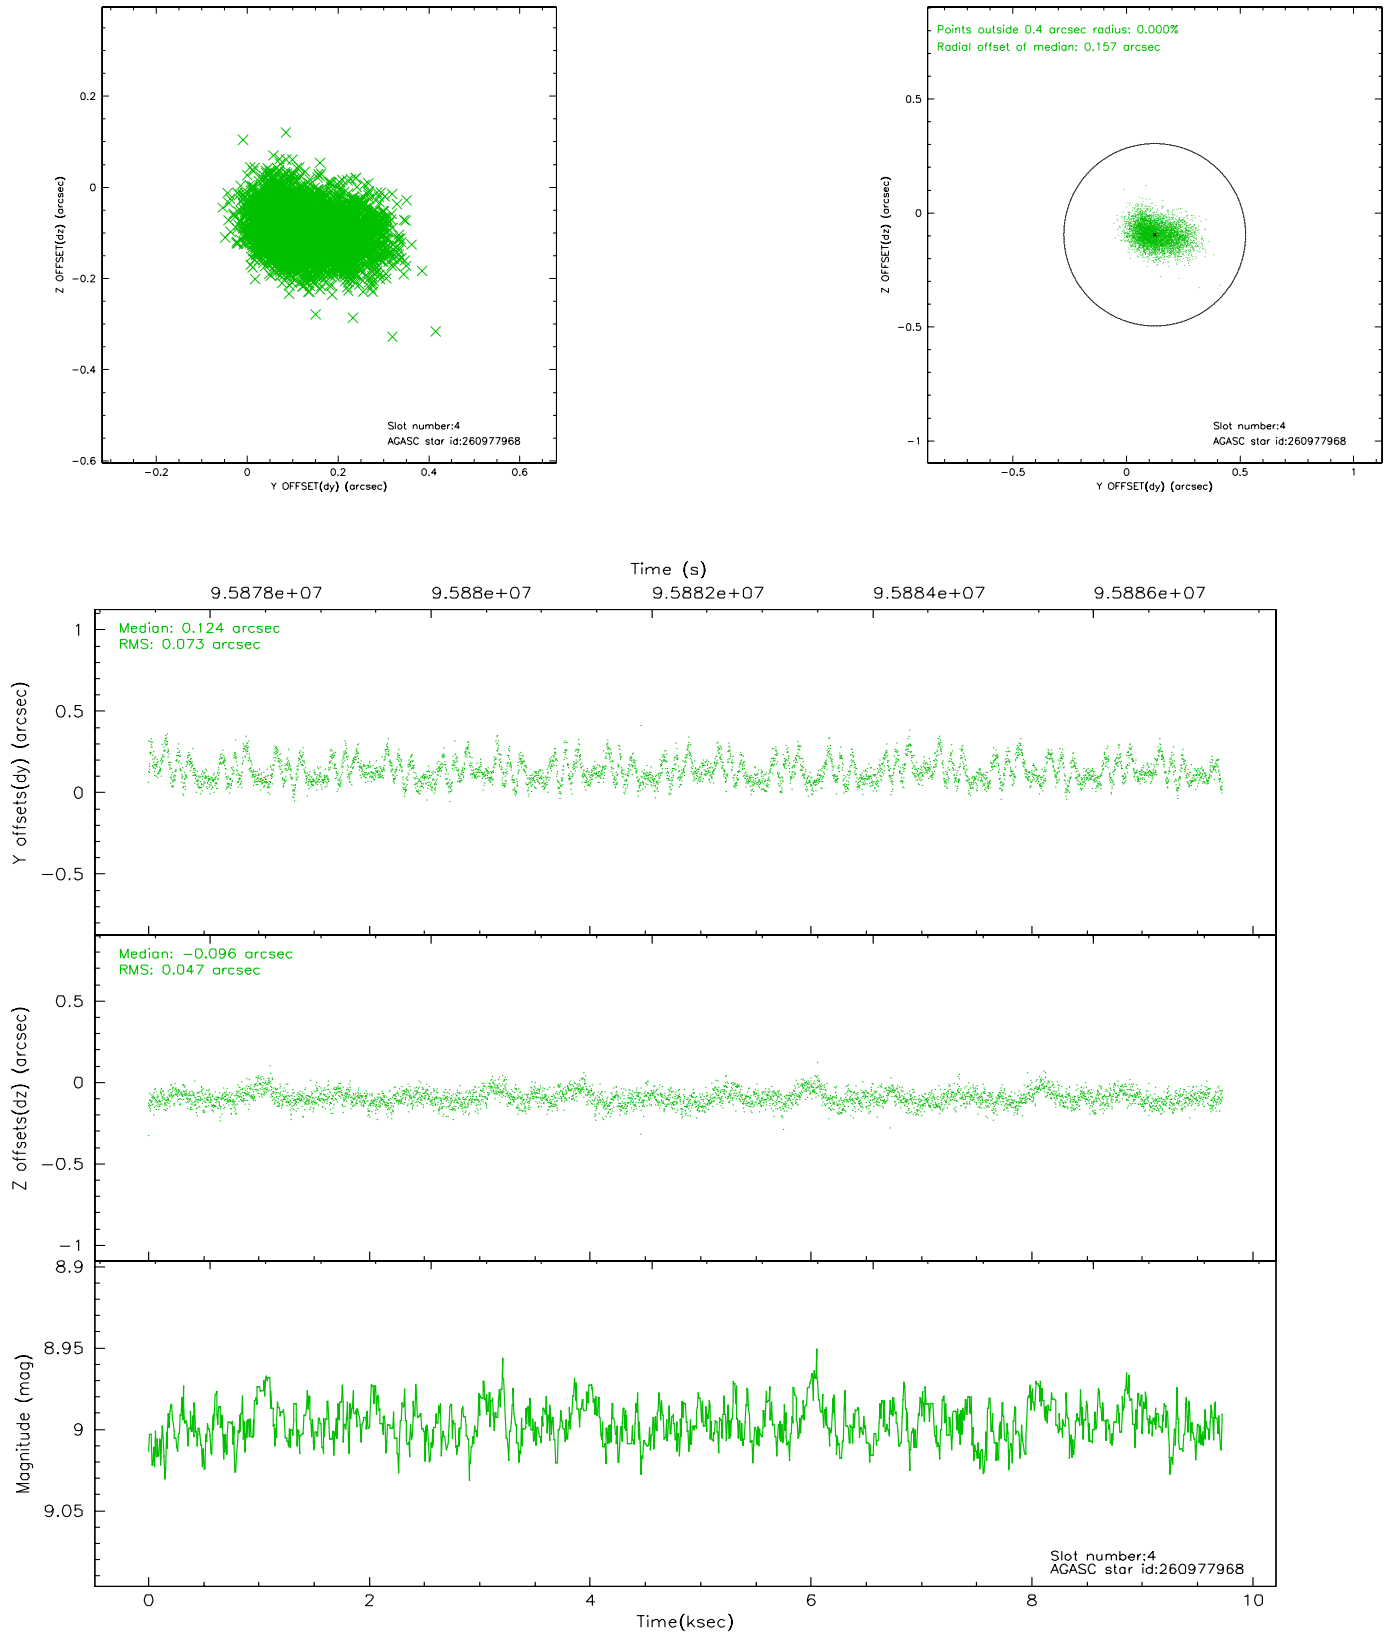 0.2
0
-0.2
-0.4
-0.6
Z OFFSET(dz) (arcsec)
Slot number:4
AGASC star id:260977968
-0.2 0 0.2 0.4 0.6
Y OFFSET(dy) (arcsec)
Points outside 0.4 arcsec radius: 0.000%
Radial offset of median: 0.157 arcsec
0.5
0
-0.5
-1
Z OFFSET(dz) (arcsec)
Slot number:4
AGASC star id:260977968
-0.5 0 0.5 1
Y OFFSET(dy) (arcsec)
Time (s)
9.5878e+07 9.588e+07 9.5882e+07 9.5884e+07 9.5886e+07
Median: 0.124 arcsec
RMS: 0.073 arcsec
1
0.5
0
-0.5
Y offsets(dy) (arcsec)
Median: -0.096 arcsec
RMS: 0.047 arcsec
0.5
0
-0.5
-1
Z offsets(dz) (arcsec)
8.9
8.95
9
9.05
Magnitude (mag)
Slot number:4
AGASC star id:260977968
0 2 4 6 8 10
Time(ksec)